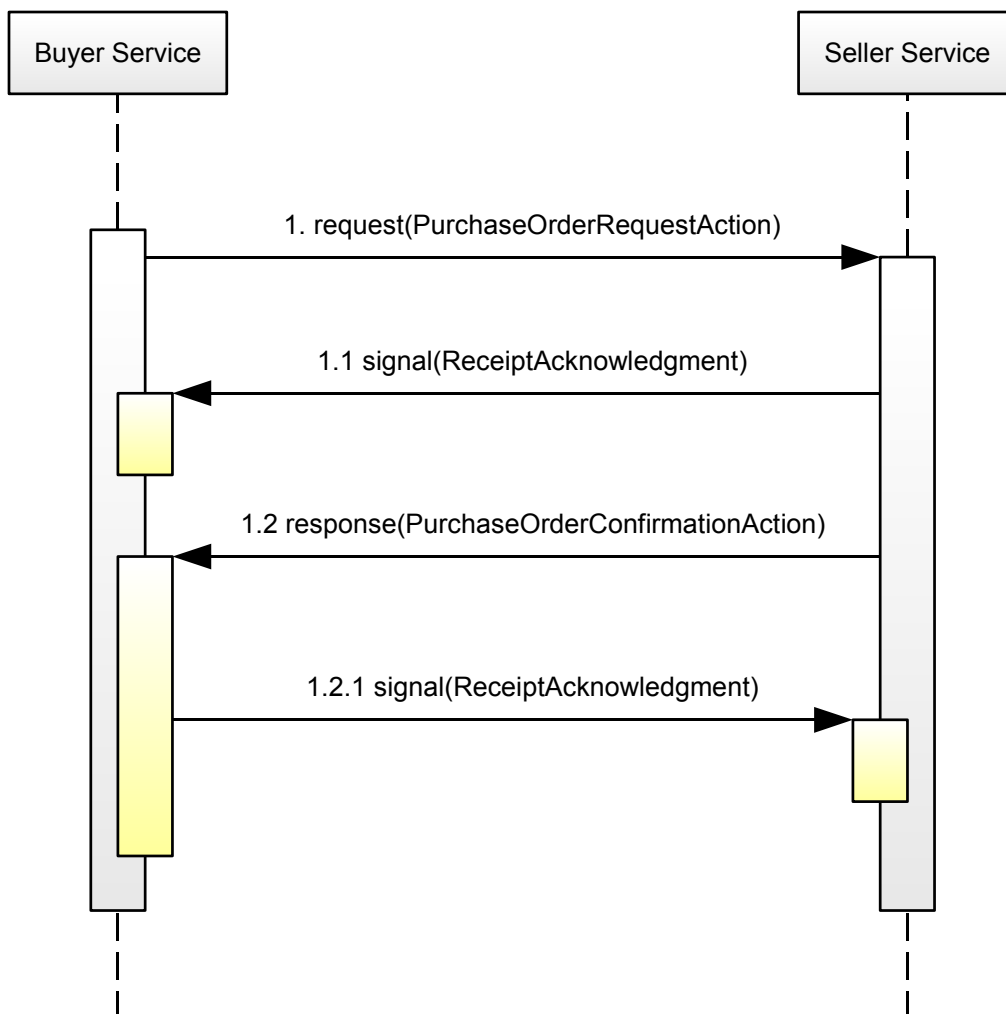 Buyer Service
Seller Service
1. request(PurchaseOrderRequestAction)
1.1 signal(ReceiptAcknowledgment)
1.2 response(PurchaseOrderConfirmationAction)
1.2.1 signal(ReceiptAcknowledgment)